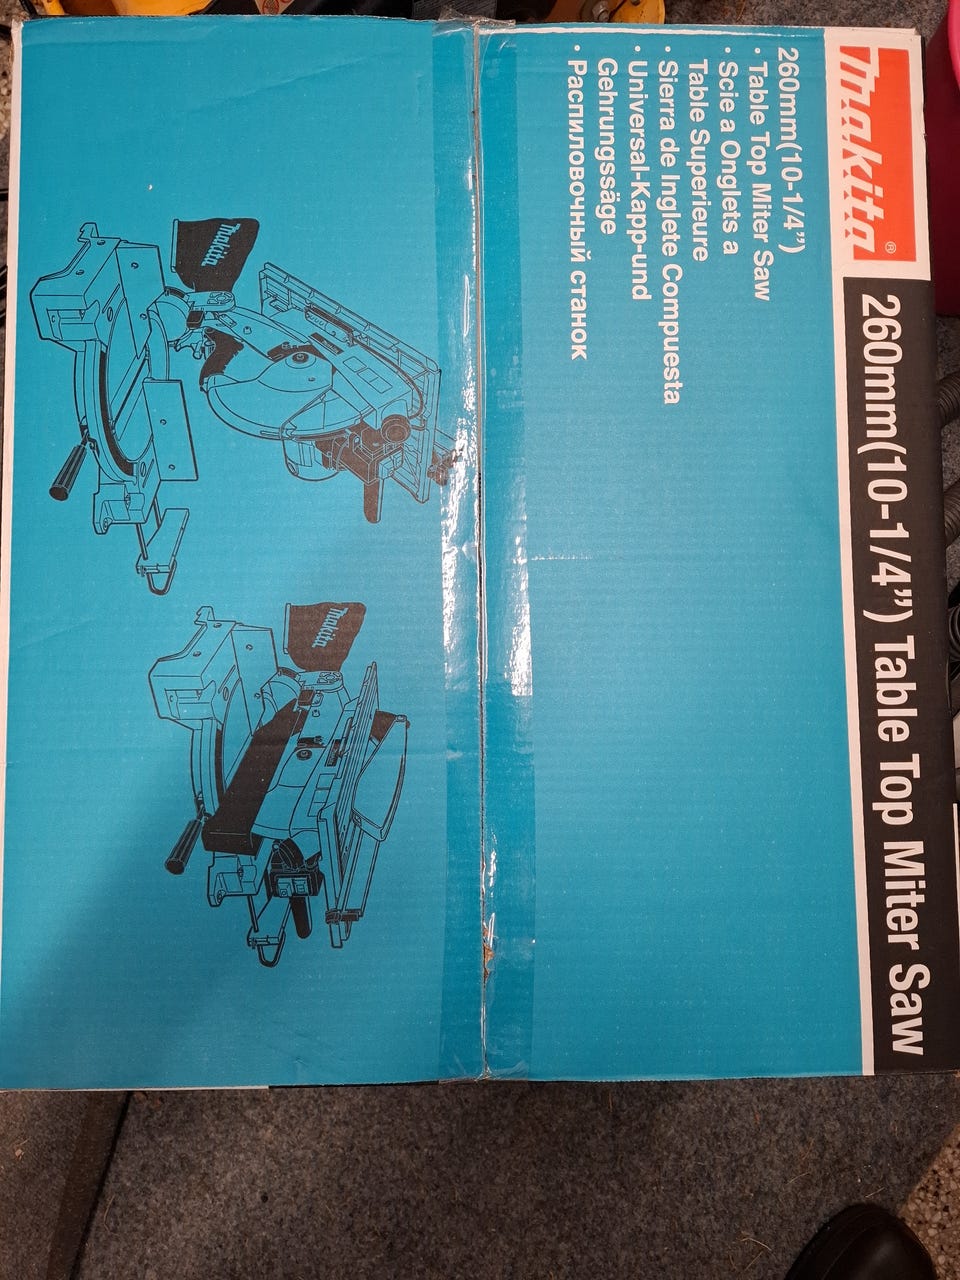 makita®
260mm(10-1/4”) Table Top Miter Saw
260mm(10-1/4”)
· Table Top Miter Saw
· Scie a Onglets a
Table Superieure
· Sierra de Inglete Compuesta
· Universal-Kapp-und
Gehrungssäge
· Распиловочный станок
makita
makita